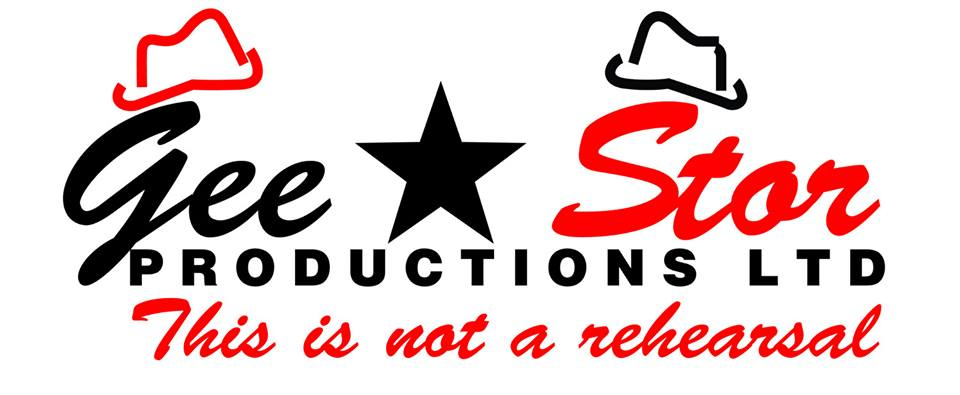 Gee Stor
PRODUCTIONS LTD
This is not a rehearsal